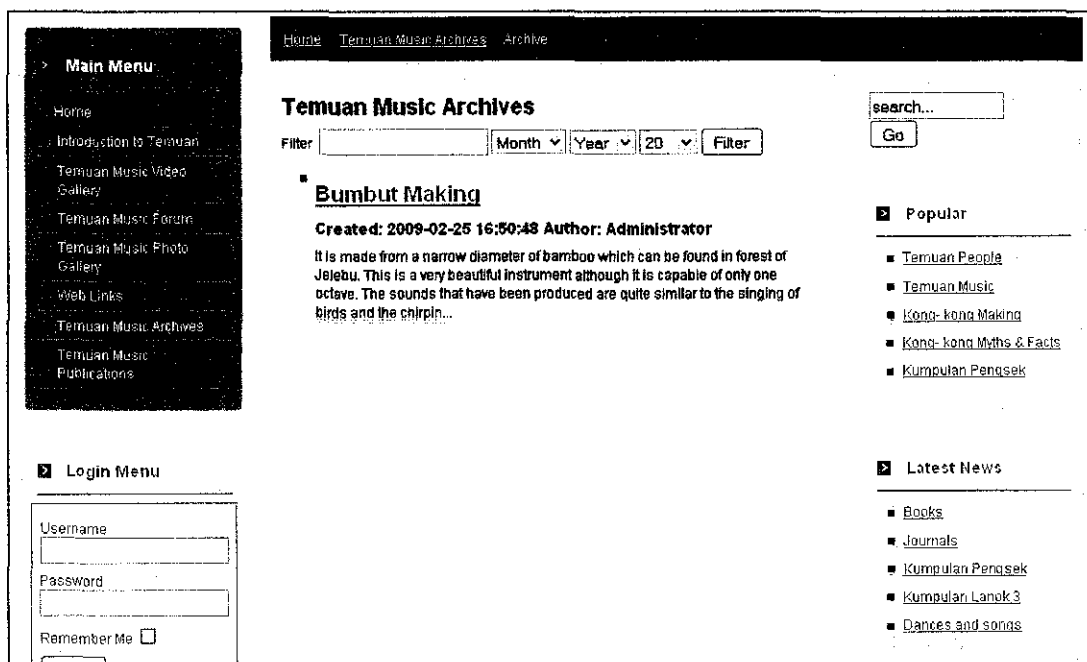 Home Temuan Music Archives Archive
Main Menu
Home
Introduction to Temuan
Temuan Music Video
Gallery
Temuan Music Forum
Temuan Music Photo
Gallery
Web Links
Temuan Music Archives
Temuan Music
Publications
Login Menu
Username
Password
Remember Me
Temuan Music Archives
Filter Month Year 20 Filter
Bumbut Making
Created: 2009-02-25 16:50:48 Author: Administrator
It is made from a narrow diameter of bamboo which can be found in forest of
Jelebu. This is a very beautiful instrument although it is capable of only one
octave. The sounds that have been produced are quite similar to the singing of
birds and the chirpin...
search...
Go
Popular
Temuan People
Temuan Music
Kong- kong Making
Kong- kong Myths & Facts
Kumpulan Pengsek
Latest News
Books
Journals
Kumpulan Pengsek
Kumpulan Lanok 3
Dances and songs